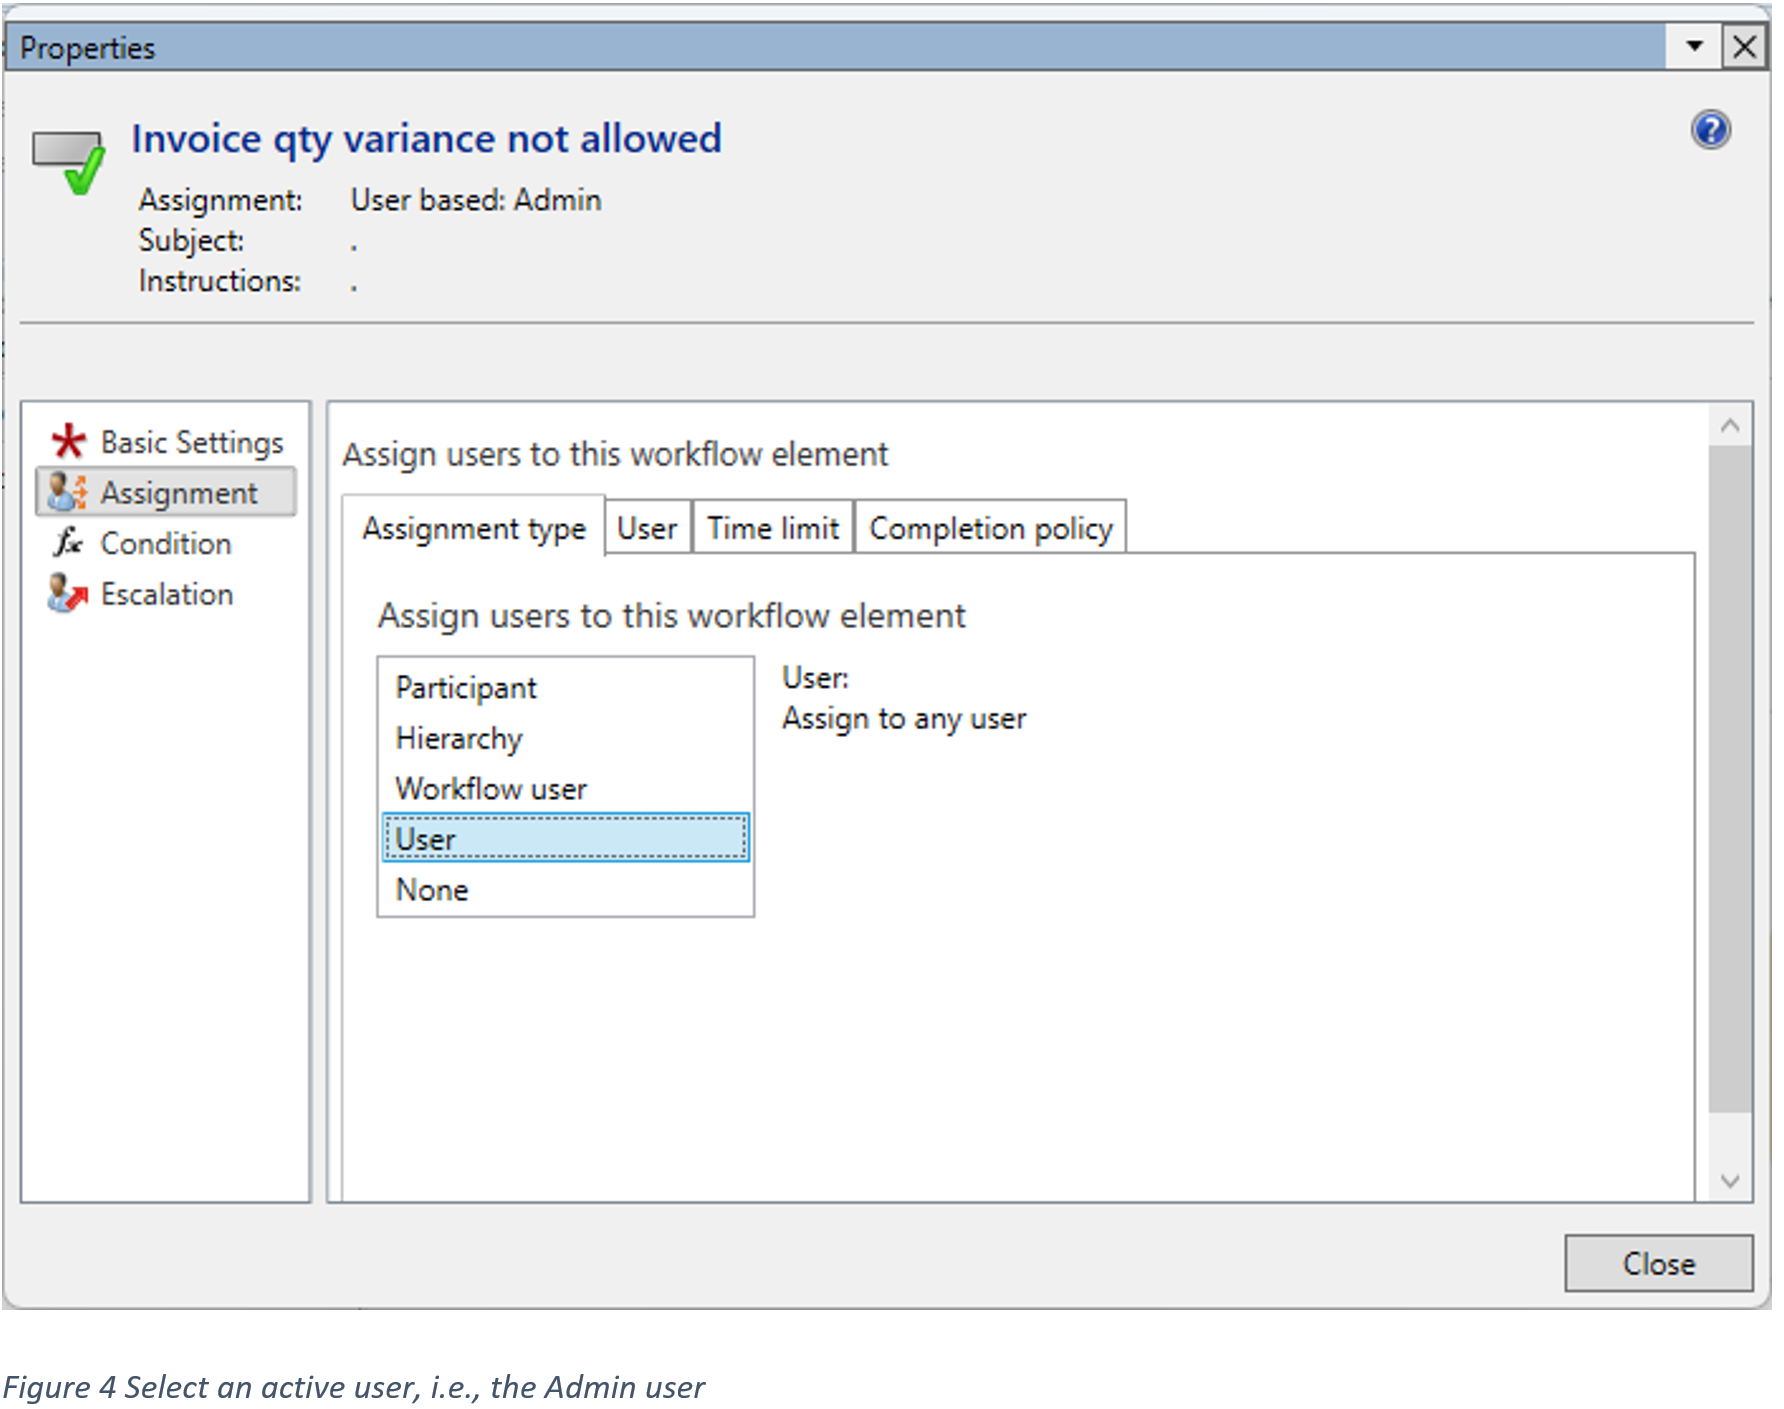 Properties
Invoice qty variance not allowed
Assignment: User based: Admin
Subject: .
Instructions: .
Basic Settings
Assignment
Condition
Escalation
Assign users to this workflow element
Assignment type User Time limit Completion policy
Assign users to this workflow element
Participant
Hierarchy
Workflow user
User
None
User:
Assign to any user
Close
Figure 4 Select an active user, i.e., the Admin user